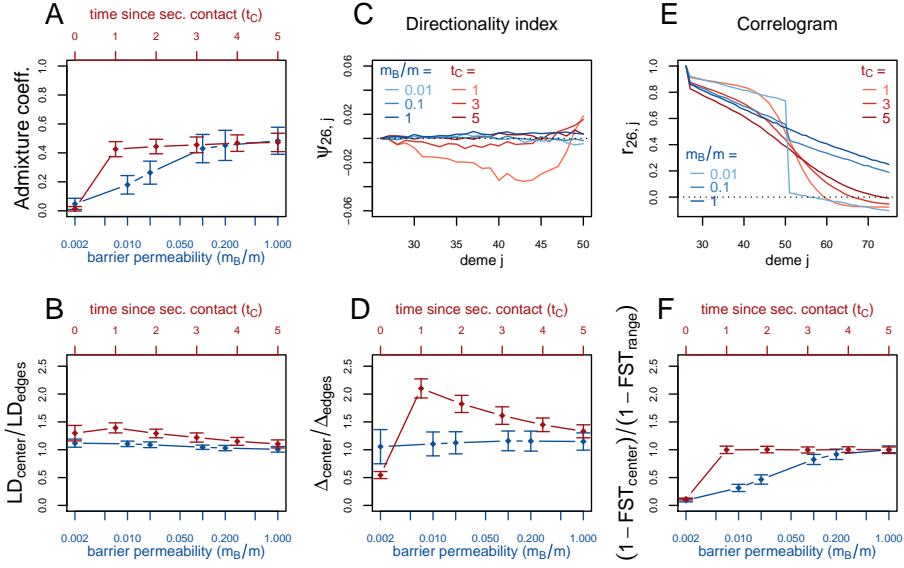 A
time since sec. contact (tC)
0 1 2 3 4 5
Admixture coeff.
0.0 0.2 0.4 0.6 0.8 1.0
0.002 0.010 0.050 0.200 1.000
barrier permeability (mB/m)
C
Directionality index
ψ26, j
−0.06 −0.02 0.02 0.06
mB/m =
0.01
0.1
1
tC =
1
3
5
30 35 40 45 50
deme j
E
Correlogram
r26, j
0.0 0.2 0.4 0.6 0.8 1.0
tC =
1
3
5
mB/m=
0.01
0.1
1
30 40 50 60 70
deme j
B
time since sec. contact (tC)
0 1 2 3 4 5
LDcenter/LDedges
0.0 0.5 1.0 1.5 2.0 2.5
0.002 0.010 0.050 0.200 1.000
barrier permeability (mB/m)
D
time since sec. contact (tC)
0 1 2 3 4 5
Δcenter/Δedges
0.0 0.5 1.0 1.5 2.0 2.5
0.002 0.010 0.050 0.200 1.000
barrier permeability (mB/m)
F
time since sec. contact (tC)
0 1 2 3 4 5
(1−FSTcenter)/(1−FSTrange)
0.0 0.5 1.0 1.5 2.0 2.5
0.002 0.010 0.050 0.200 1.000
barrier permeability (mB/m)